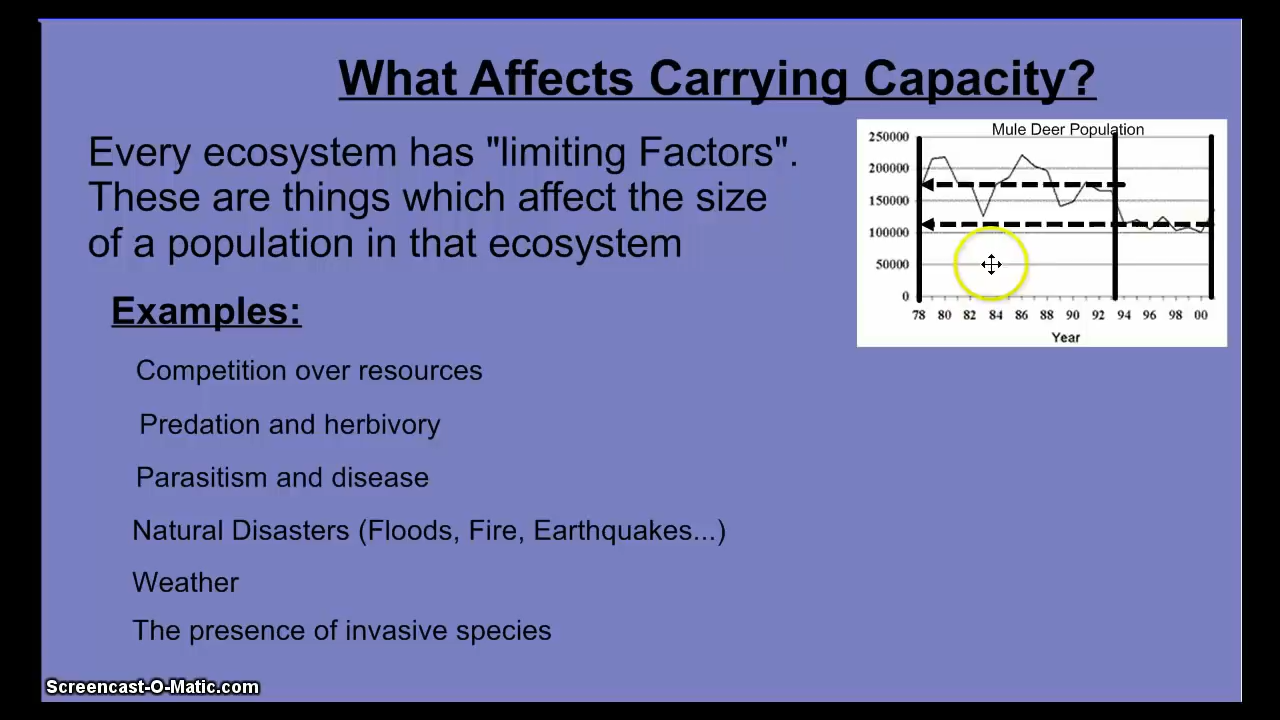 What Affects Carrying Capacity?
Every ecosystem has "limiting Factors".
These are things which affect the size
of a population in that ecosystem
Examples:
Competition over resources
Predation and herbivory
Parasitism and disease
Natural Disasters (Floods, Fire, Earthquakes...)
Weather
The presence of invasive species
Mule Deer Population
250000
200000
150000
100000
50000
0
78 80 82 84 86 88 90 92 94 96 98 00
Year
Screencast-O-Matic.com